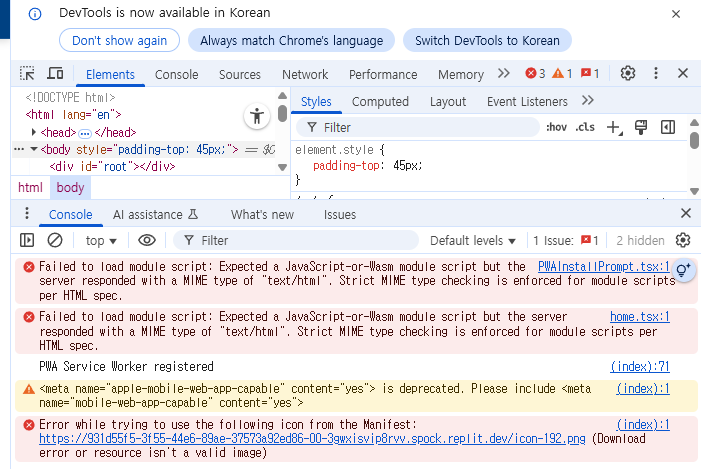 DevTools is now available in Korean
Don't show again
Always match Chrome's language
Switch DevTools to Korean
Elements
Console
Sources
Network
Performance
Memory
3
1
1
<!DOCTYPE html>
<html lang="en">
<head> </head>
<body style="padding-top: 45px;"> == $0
<div id="root"></div>
html
body
Styles
Computed
Layout
Event Listeners
Filter
:hov
.cls
element.style {
padding-top: 45px;
}
Console
AI assistance
What's new
Issues
top
Filter
Default levels
1 Issue: 1
2 hidden
Failed to load module script: Expected a JavaScript-or-Wasm module script but the PWAInstallPrompt.tsx:1
server responded with a MIME type of "text/html". Strict MIME type checking is enforced for module scripts
per HTML spec.
Failed to load module script: Expected a JavaScript-or-Wasm module script but the server home.tsx:1
responded with a MIME type of "text/html". Strict MIME type checking is enforced for module scripts per
HTML spec.
PWA Service Worker registered (index):71
<meta name="apple-mobile-web-app-capable" content="yes"> is deprecated. Please include <meta (index):1
name="mobile-web-app-capable" content="yes">
Error while trying to use the following icon from the Manifest: (index):1
https://931d55f5-3f55-44e6-89ae-37573a92ed86-00-3gwxisvip8rvv.spock.replit.dev/icon-192.png (Download
error or resource isn't a valid image)